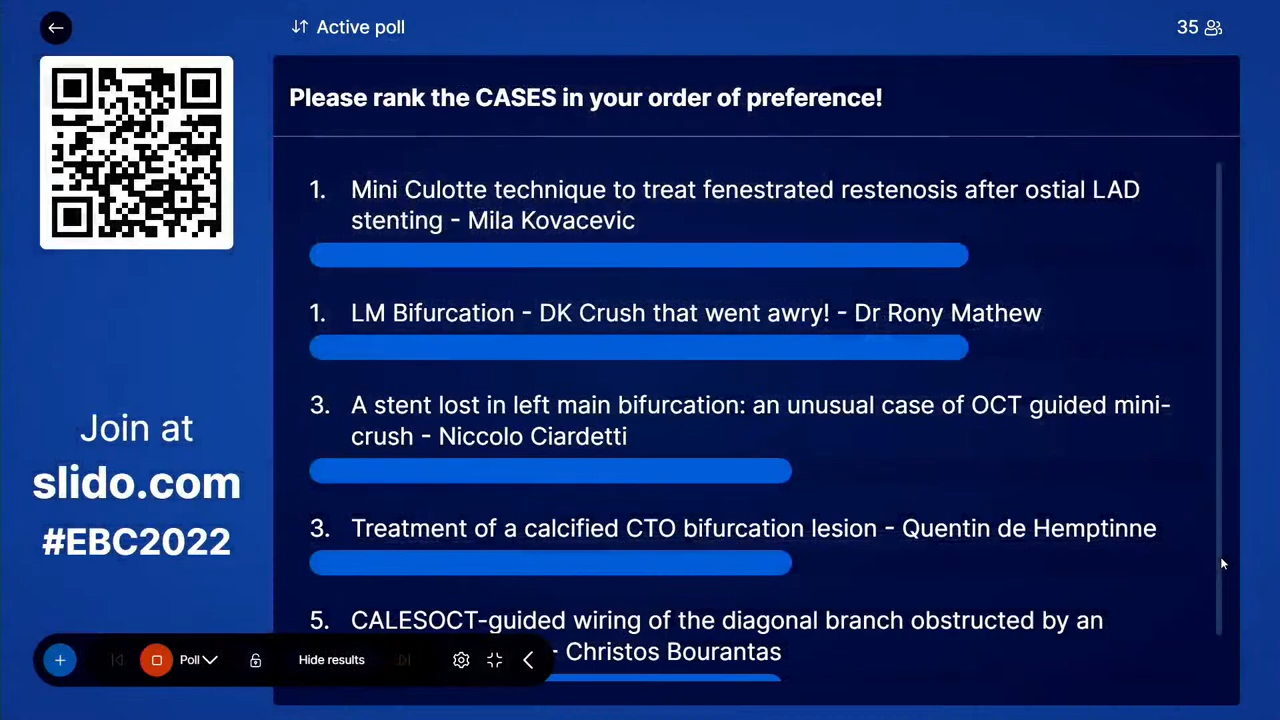 Active poll
35
Please rank the CASES in your order of preference!
1. Mini Culotte technique to treat fenestrated restenosis after ostial LAD
stenting - Mila Kovacevic
1. LM Bifurcation - DK Crush that went awry! - Dr Rony Mathew
3. A stent lost in left main bifurcation: an unusual case of OCT guided mini-
crush - Niccolo Ciardetti
3. Treatment of a calcified CTO bifurcation lesion - Quentin de Hemptinne
5. CALESOCT-guided wiring of the diagonal branch obstructed by an
- Christos Bourantas
Join at
slido.com
#EBC2022
Poll
Hide results